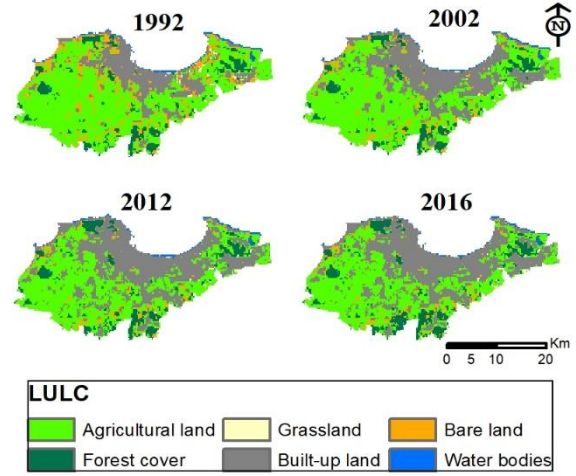 1992
2002
N
2012
2016
Km
0 5 10 20
LULC
Agricultural land Grassland Bare land
Forest cover Built-up land Water bodies